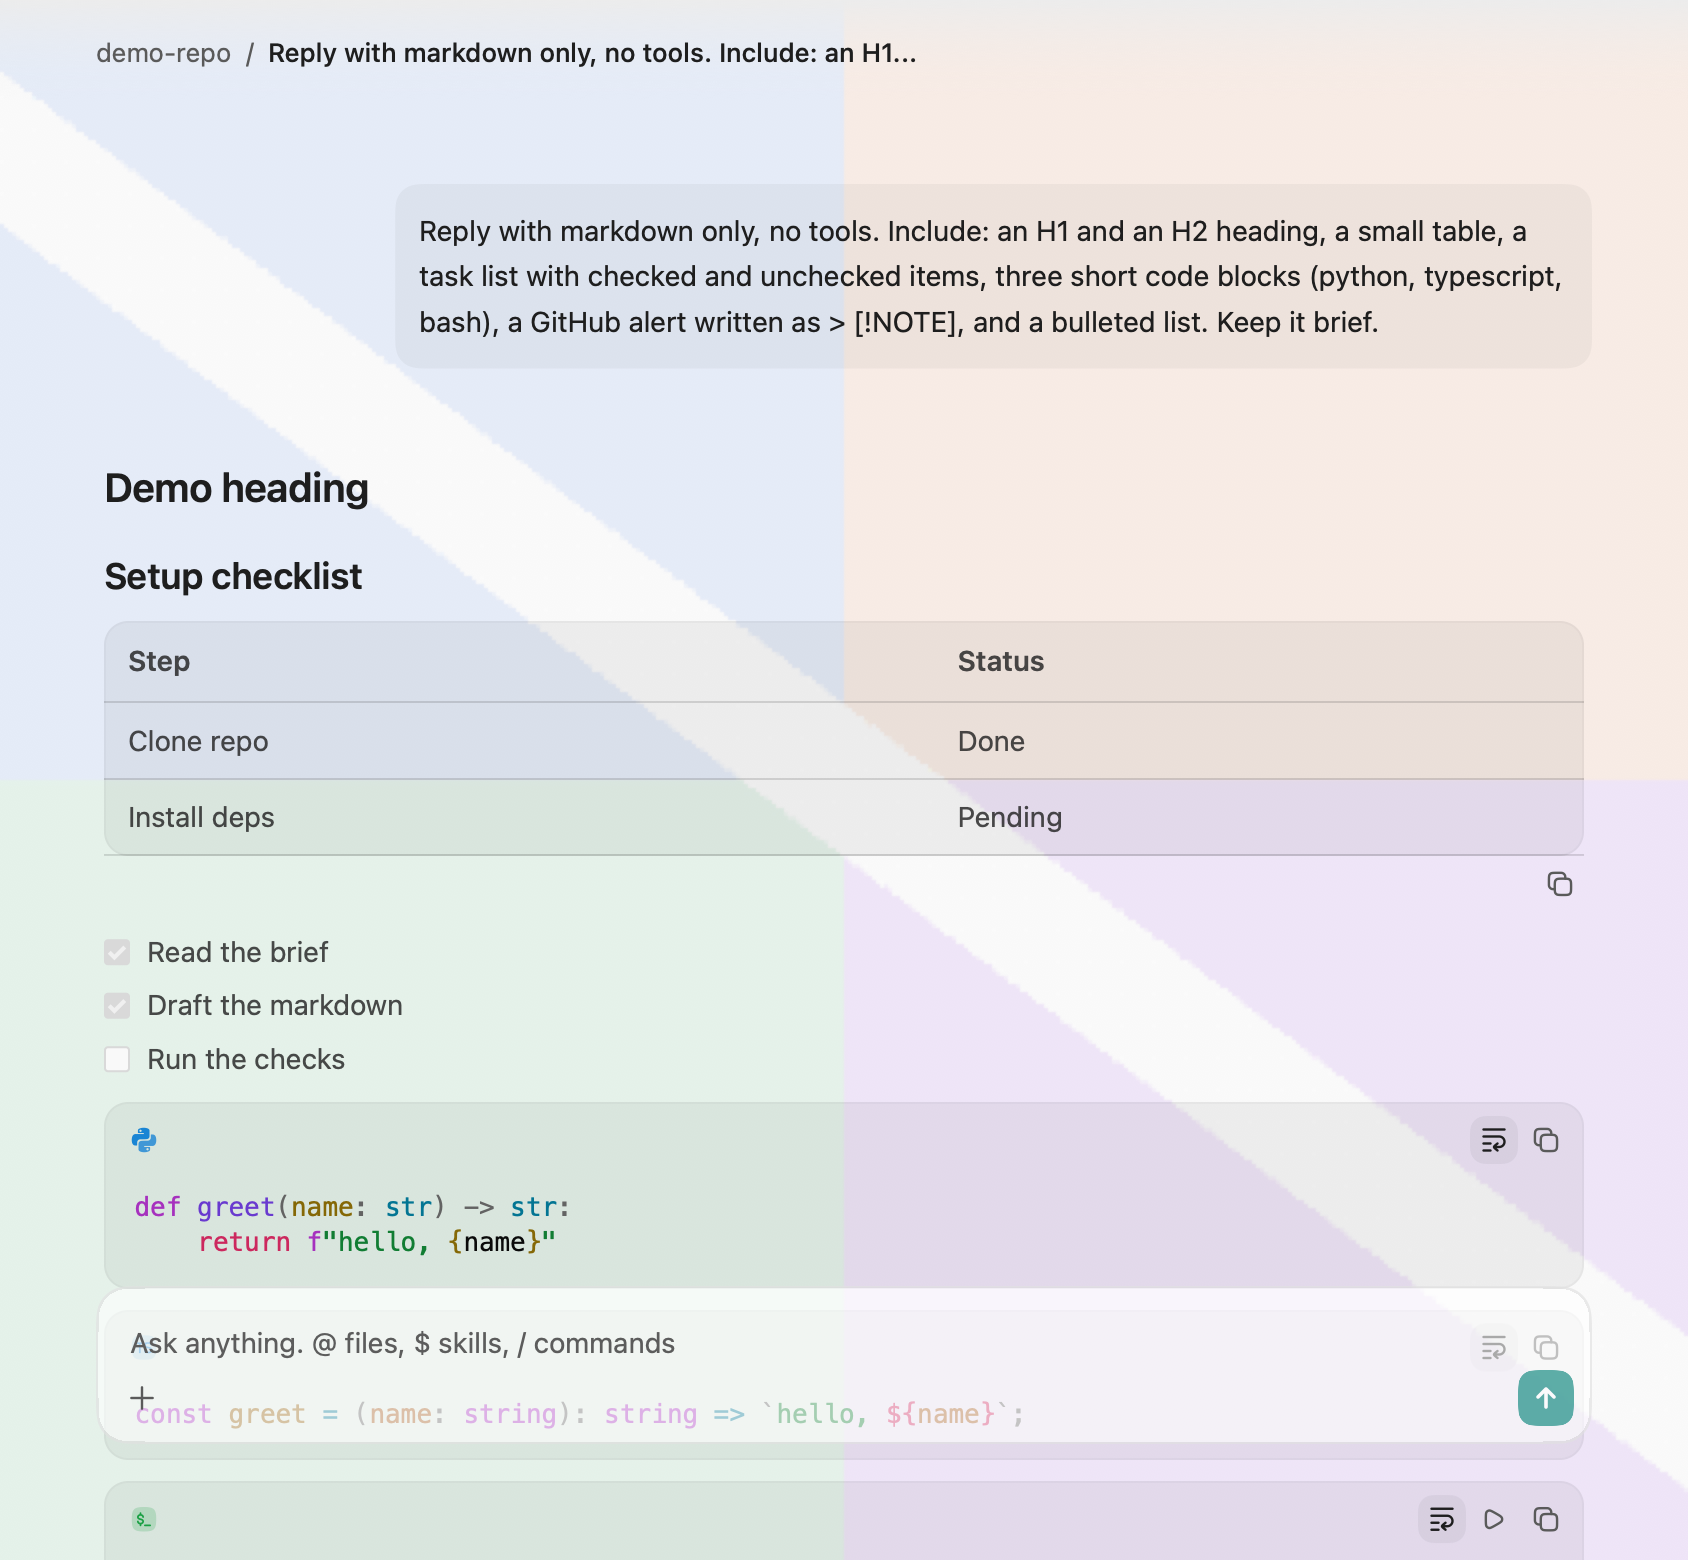 demo-repo / Reply with markdown only, no tools. Include: an H1...
Reply with markdown only, no tools. Include: an H1 and an H2 heading, a small table, a
task list with checked and unchecked items, three short code blocks (python, typescript,
bash), a GitHub alert written as > [!NOTE], and a bulleted list. Keep it brief.
Demo heading
Setup checklist
Step Status
Clone repo Done
Install deps Pending
Read the brief
Draft the markdown
Run the checks
def greet(name: str) -> str:
    return f"hello, {name}"
Ask anything. @ files, $ skills, / commands
const greet = (name: string): string => `hello, ${name}`;
$_